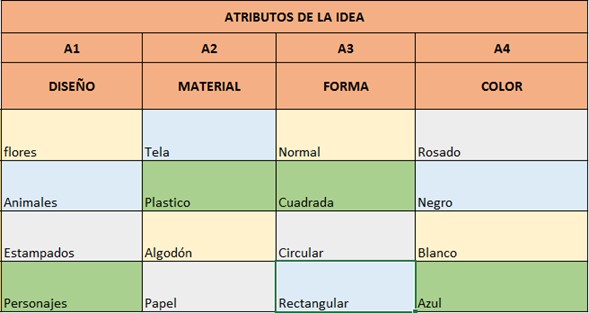 ATRIBUTOS DE LA IDEA
A1 A2 A3 A4
DISEÑO MATERIAL FORMA COLOR
flores Tela Normal Rosado
Animales Plastico Cuadrada Negro
Estampados Algodón Circular Blanco
Personajes Papel Rectangular Azul